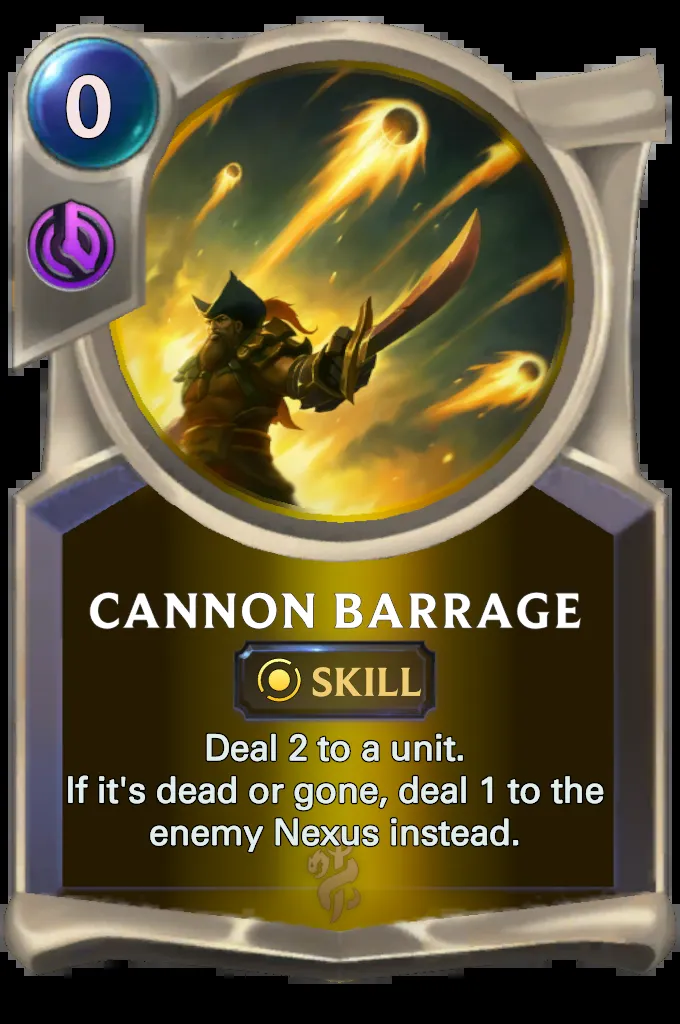 0
CANNON BARRAGE
SKILL
Deal 2 to a unit.
If it's dead or gone, deal 1 to the
enemy Nexus instead.